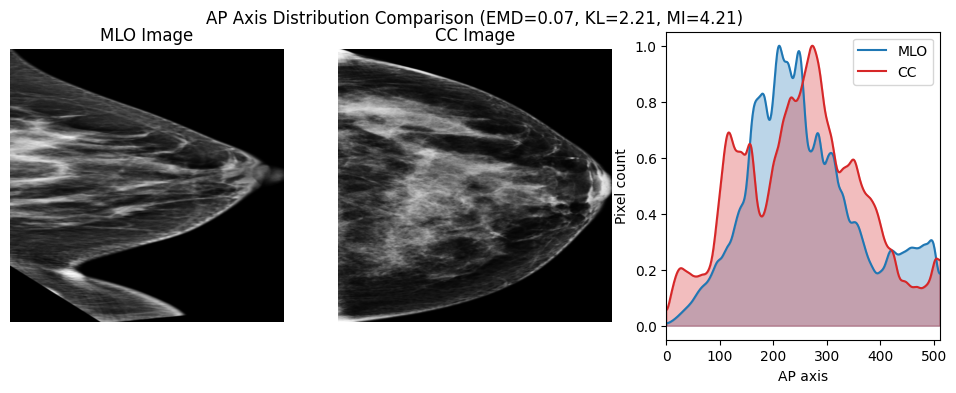 AP Axis Distribution Comparison (EMD=0.07, KL=2.21, MI=4.21)
MLO Image
CC Image
MLO
CC
Pixel count
1.0
0.8
0.6
0.4
0.2
0.0
0 100 200 300 400 500
AP axis